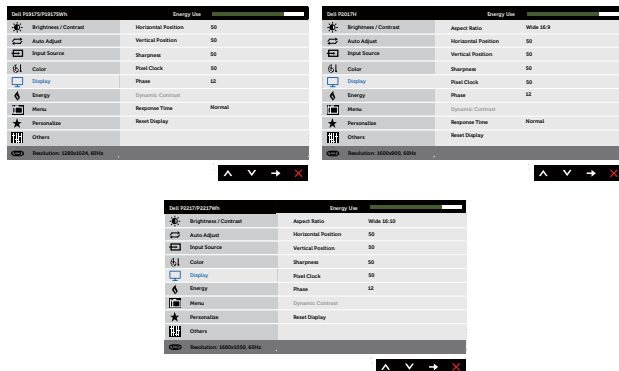 Dell P1917S/P1917SWh Energy Use
Brightness / Contrast Horizontal Position 50
Auto Adjust Vertical Position 50
Input Source Sharpness 50
Color Pixel Clock 50
Display Phase 12
Energy Dynamic Contrast
Menu Response Time Normal
Personalize Reset Display
Others
Resolution: 1280x1024, 60Hz
Dell P2017H Energy Use
Brightness / Contrast Aspect Ratio Wide 16:9
Auto Adjust Horizontal Position 50
Input Source Vertical Position 50
Color Sharpness 50
Display Pixel Clock 50
Energy Phase 12
Menu Dynamic Contrast
Personalize Response Time Normal
Others Reset Display
Resolution: 1600x900, 60Hz
Dell P2217/P2217Wh Energy Use
Brightness / Contrast Aspect Ratio Wide 16:10
Auto Adjust Horizontal Position 50
Input Source Vertical Position 50
Color Sharpness 50
Display Pixel Clock 50
Energy Phase 12
Menu Dynamic Contrast
Personalize Reset Display
Others
Resolution: 1680x1050, 60Hz